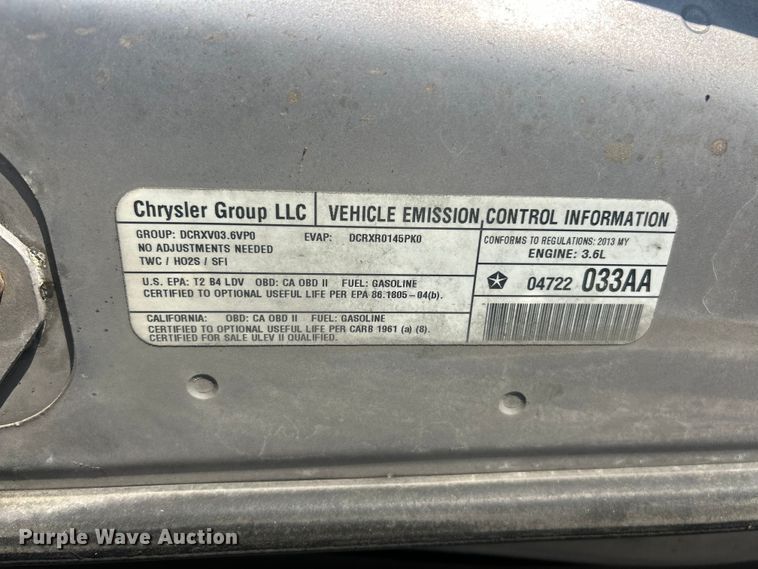 Chrysler Group LLC
VEHICLE EMISSION CONTROL INFORMATION
GROUP: DCRXV03.6VP0 EVAP: DCRXR0145PK0
NO ADJUSTMENTS NEEDED
TWC / HO2S / SFI
CONFORMS TO REGULATIONS: 2013 MY
ENGINE: 3.6L
U.S. EPA: T2 B4 LDV OBD: CA OBD II FUEL: GASOLINE
CERTIFIED TO OPTIONAL USEFUL LIFE PER EPA 86.1805-04(b).
04722 033AA
CALIFORNIA: OBD: CA OBD II FUEL: GASOLINE
CERTIFIED TO OPTIONAL USEFUL LIFE PER CARB 1961 (a) (8).
CERTIFIED FOR SALE ULEV II QUALIFIED.
Purple Wave Auction